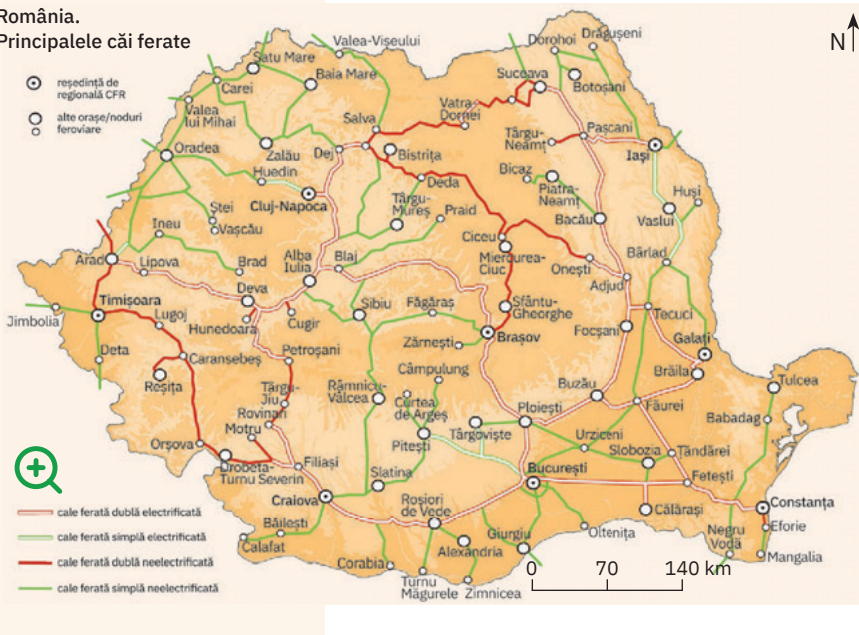 România.
Principalele căi ferate
N
reședință de
regională CFR
alte orașe/noduri
feroviare
Valea-Vișeului
Dorohoi
Drăgușeni
Satu Mare
Baia Mare
Carei
Suceava
Botoșani
Valea
lui Mihai
Vatra-
Dornei
Salva
Târgu-
Neamț
Pașcani
Oradea
Zalău
Dej
Bistrița
Iași
Huedin
Deda
Bicaz
Piatra-
Neamț
Cluj-Napoca
Târgu-
Mureș
Praid
Huși
Ștei
Vașcău
Vaslui
Ineu
Bacău
Ciceu
Miercurea-
Ciuc
Arad
Lipova
Brad
Alba
Iulia
Blaj
Onești
Bârlad
Adjud
Deva
Timișoara
Sibiu
Făgăraș
Sfântu-
Gheorghe
Tecuci
Jimbolia
Lugoj
Hunedoara
Cugir
Focșani
Brașov
Galați
Zărnești
Deta
Caransebeș
Petroșani
Câmpulung
Brăila
Reșița
Târgu-
Jiu
Râmnicu-
Vâlcea
Curtea
de Argeș
Buzău
Tulcea
Rovinari
Ploiești
Făurei
Babadag
Motru
Pitești
Târgoviște
Urziceni
Orșova
Slobozia
Țăndărei
Drobeta-
Turnu Severin
Filiași
Slatina
București
Fetești
Craiova
Roșiori
de Vede
Călărași
Constanța
Băilești
Giurgiu
Oltenița
Negru
Vodă
Eforie
Calafat
Alexandria
Corabia
Mangalia
Turnu
Măgurele
Zimnicea
cale ferată dublă electrificată
cale ferată simplă electrificată
cale ferată dublă neelectrificată
cale ferată simplă neelectrificată
0 70 140 km